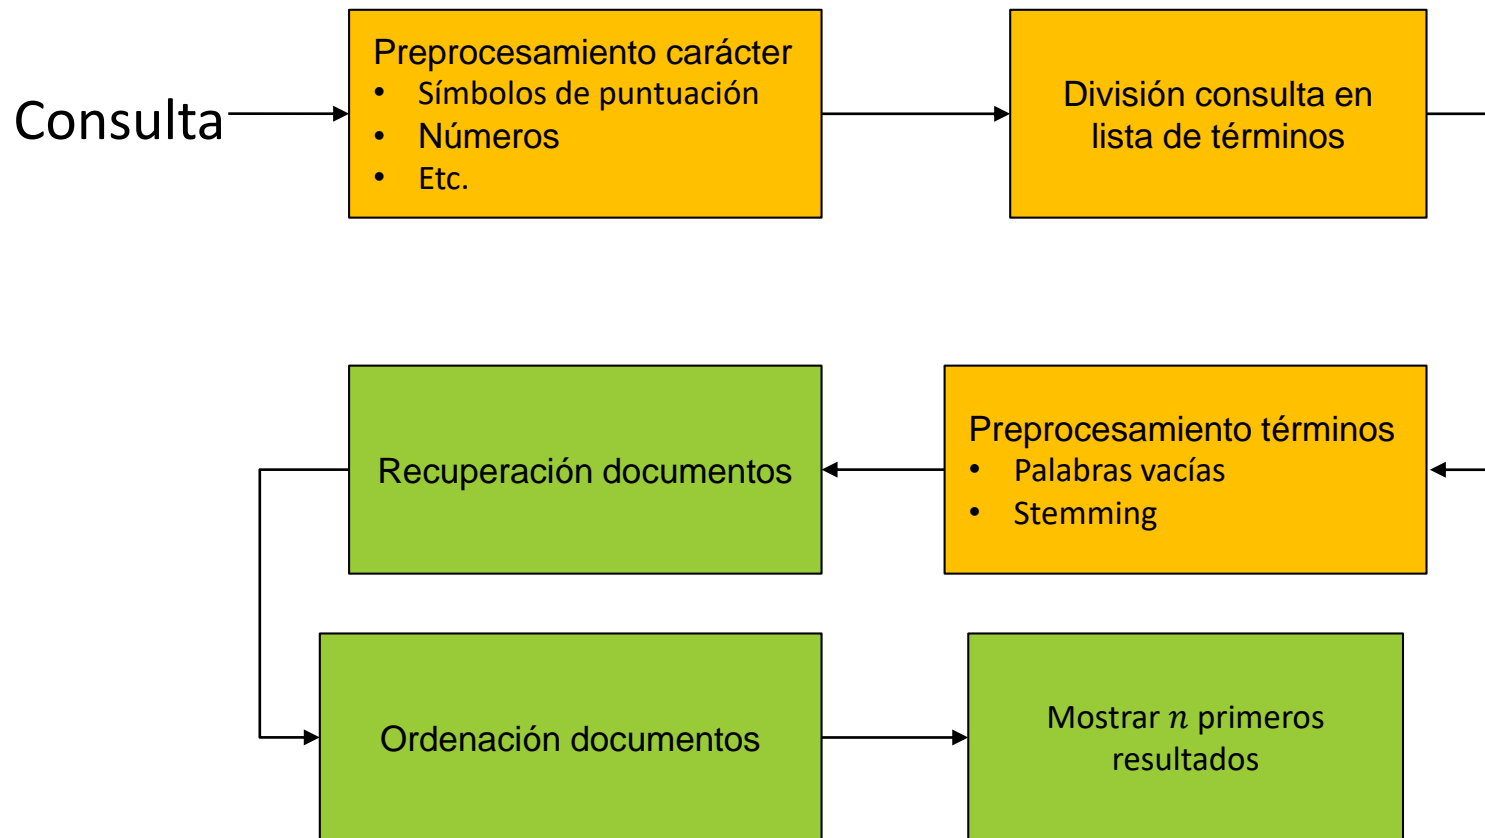 Consulta
Preprocesamiento carácter
• Símbolos de puntuación
• Números
• Etc.
División consulta en
lista de términos
Preprocesamiento términos
• Palabras vacías
• Stemming
Recuperación documentos
Ordenación documentos
Mostrar n primeros
resultados